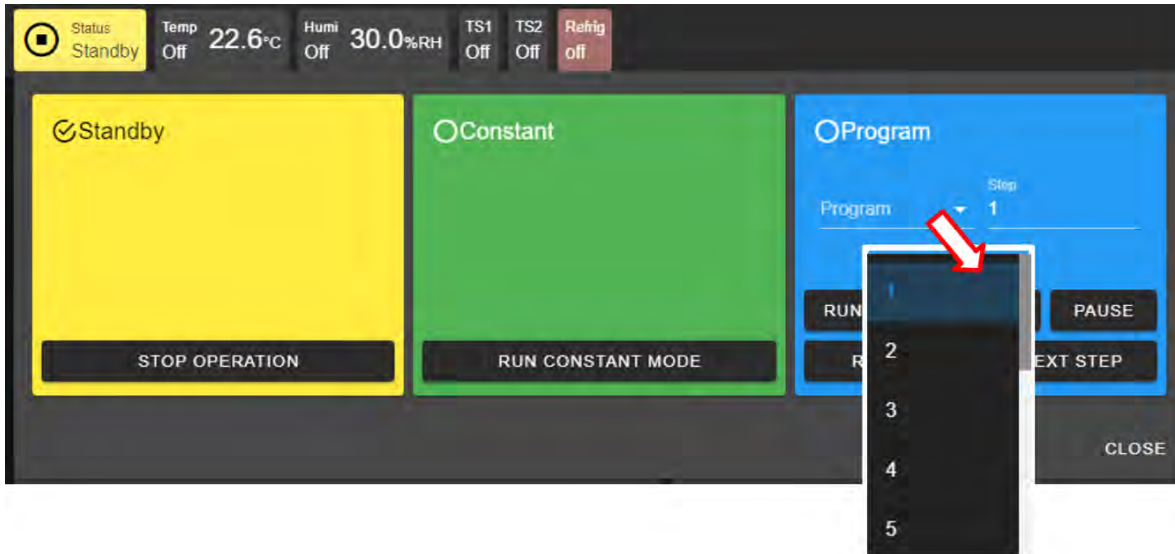 Status
Standby
Temp
Off
22.6°C
Humi
Off
30.0%RH
TS1
Off
TS2
Off
Refrig
off
Standby
Constant
Program
Program
Step
1
STOP OPERATION
RUN CONSTANT MODE
RUN
PAUSE
R
EXT STEP
1
2
3
4
5
CLOSE